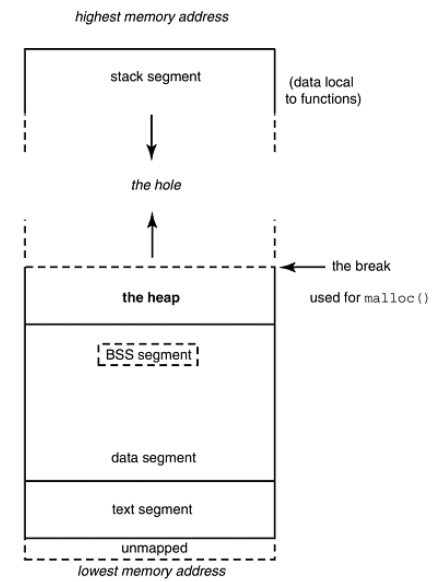 highest memory address
stack segment
(data local
to functions)
the hole
the break
the heap
used for malloc()
BSS segment
data segment
text segment
unmapped
lowest memory address